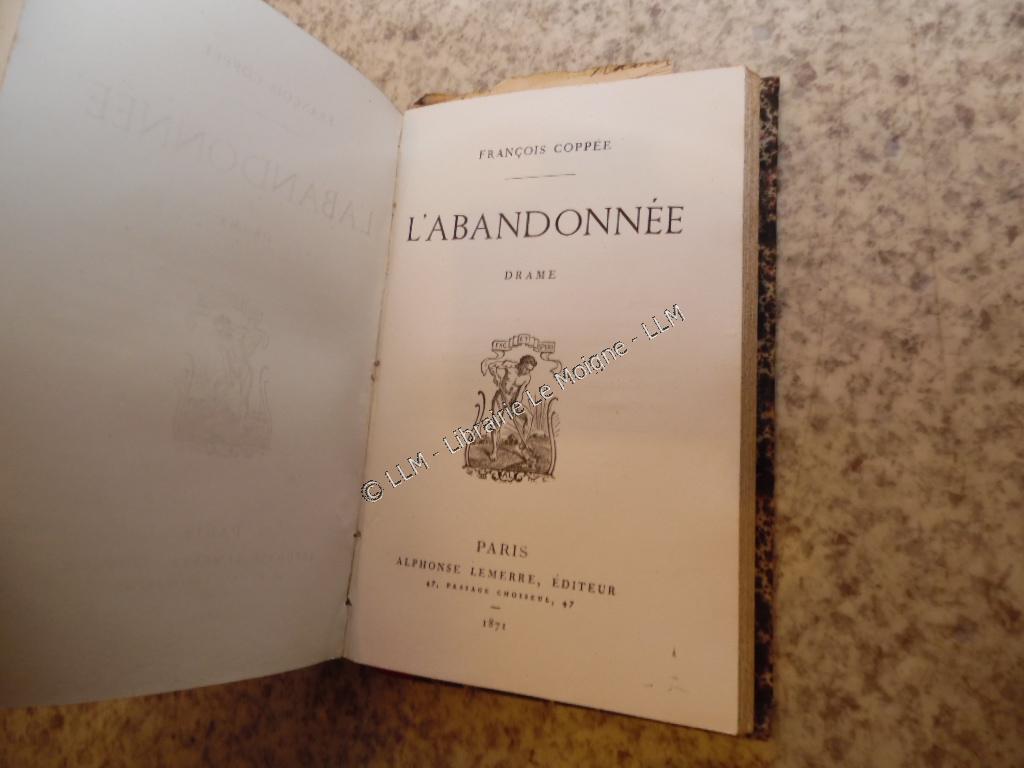 FRANÇOIS COPPÉE
L'ABANDONNÉE
DRAME
FAC ET SPERA
© LLM - Librairie Le Moigne - LLM
PARIS
ALPHONSE LEMERRE, ÉDITEUR
47, PASSAGE CHOISEUL, 47
1871